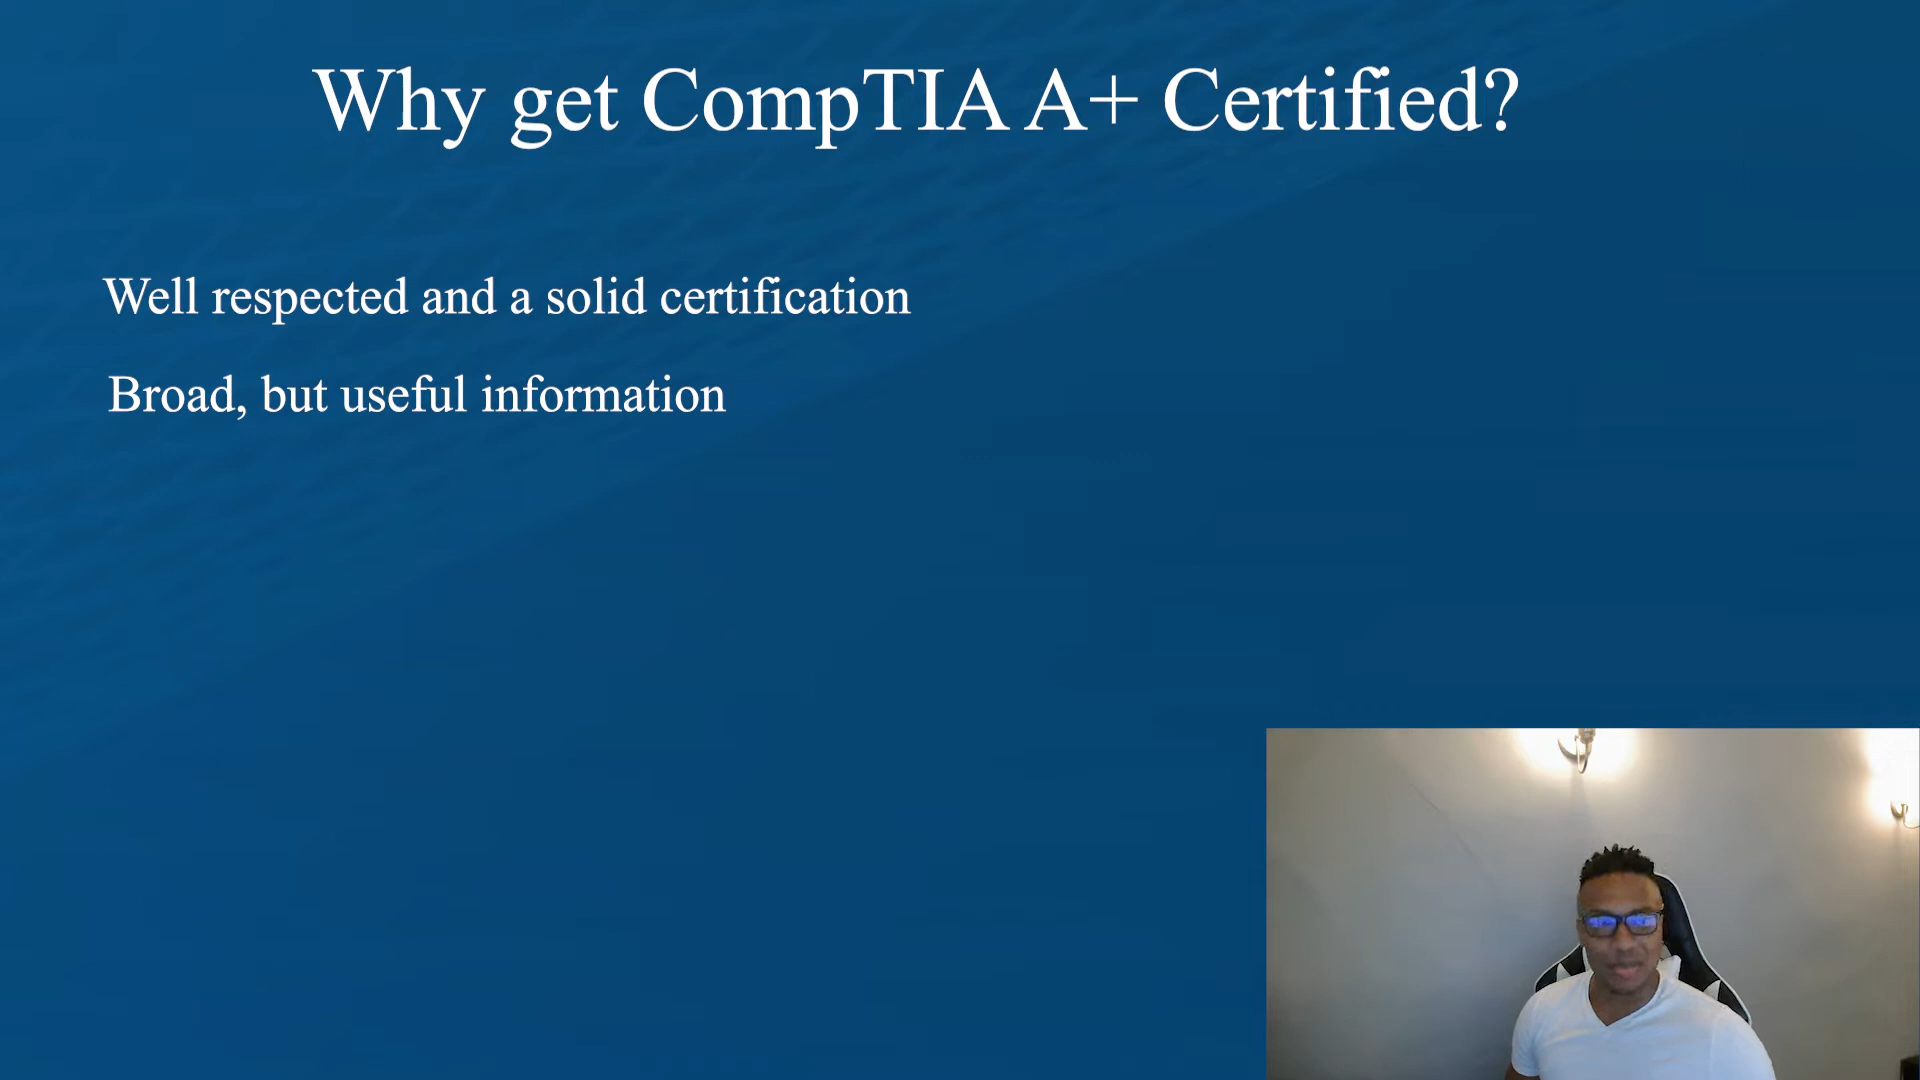 Why get CompTIA A+ Certified?
Well respected and a solid certification
Broad, but useful information